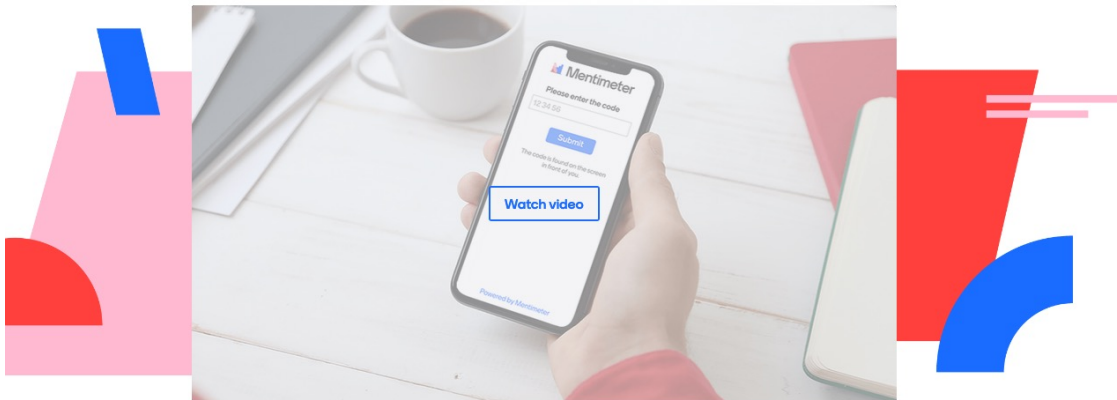 Mentimeter
Please enter the code
12 34 56
Submit
The code is found on the screen
in front of you
Watch video
Powered by Mentimeter